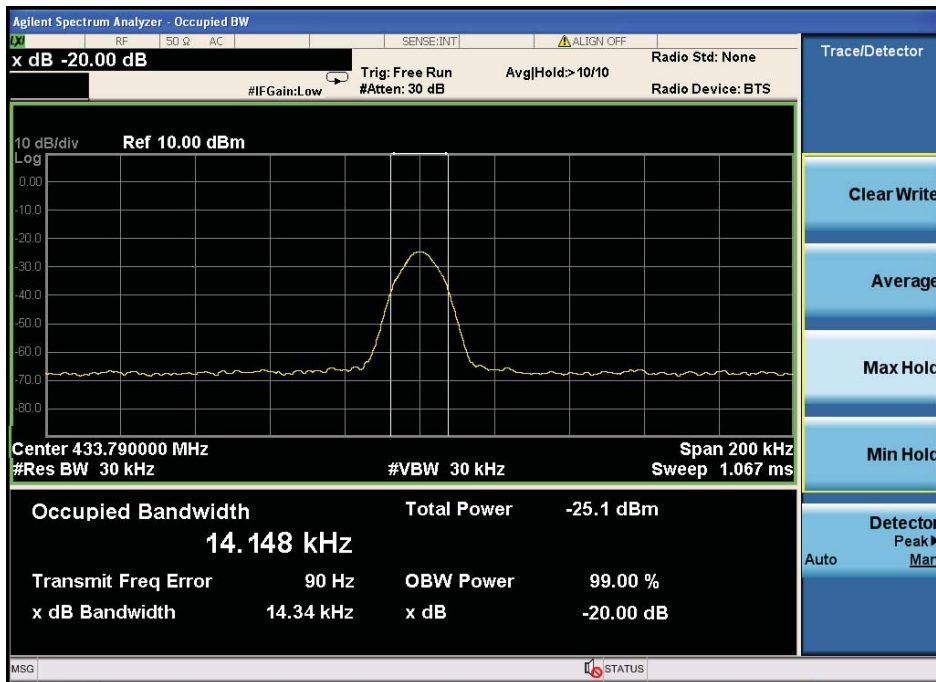 Agilent Spectrum Analyzer - Occupied BW
LXI RF 50 Ω AC SENSE:INT ALIGN OFF
x dB -20.00 dB
Trig: Free Run Avg|Hold:>10/10 Radio Std: None
#IFGain:Low #Atten: 30 dB Radio Device: BTS
10 dB/div Ref 10.00 dBm
Log
0.00
-10.0
-20.0
-30.0
-40.0
-50.0
-60.0
-70.0
-80.0
Center 433.790000 MHz Span 200 kHz
#Res BW 30 kHz #VBW 30 kHz Sweep 1.067 ms
Occupied Bandwidth Total Power -25.1 dBm
14.148 kHz
Transmit Freq Error 90 Hz OBW Power 99.00 %
x dB Bandwidth 14.34 kHz x dB -20.00 dB
MSG STATUS
Trace/Detector
Clear Write
Average
Max Hold
Min Hold
Detector
Peak
Auto Man